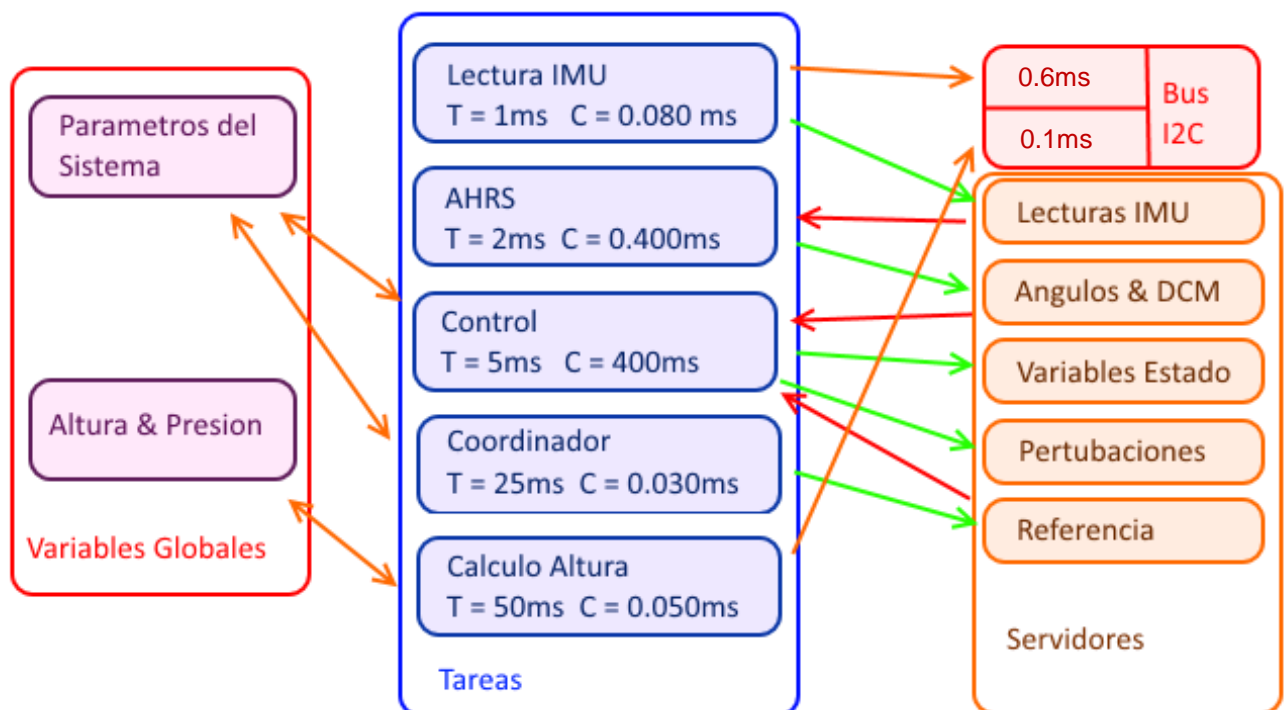 Parametros del
Sistema
Altura & Presion
Variables Globales
Lectura IMU
T = 1ms C = 0.080 ms
AHRS
T = 2ms C = 0.400ms
Control
T = 5ms C = 400ms
Coordinador
T = 25ms C = 0.030ms
Calculo Altura
T = 50ms C = 0.050ms
Tareas
0.6ms
0.1ms
Bus
I2C
Lecturas IMU
Angulos & DCM
Variables Estado
Pertubaciones
Referencia
Servidores